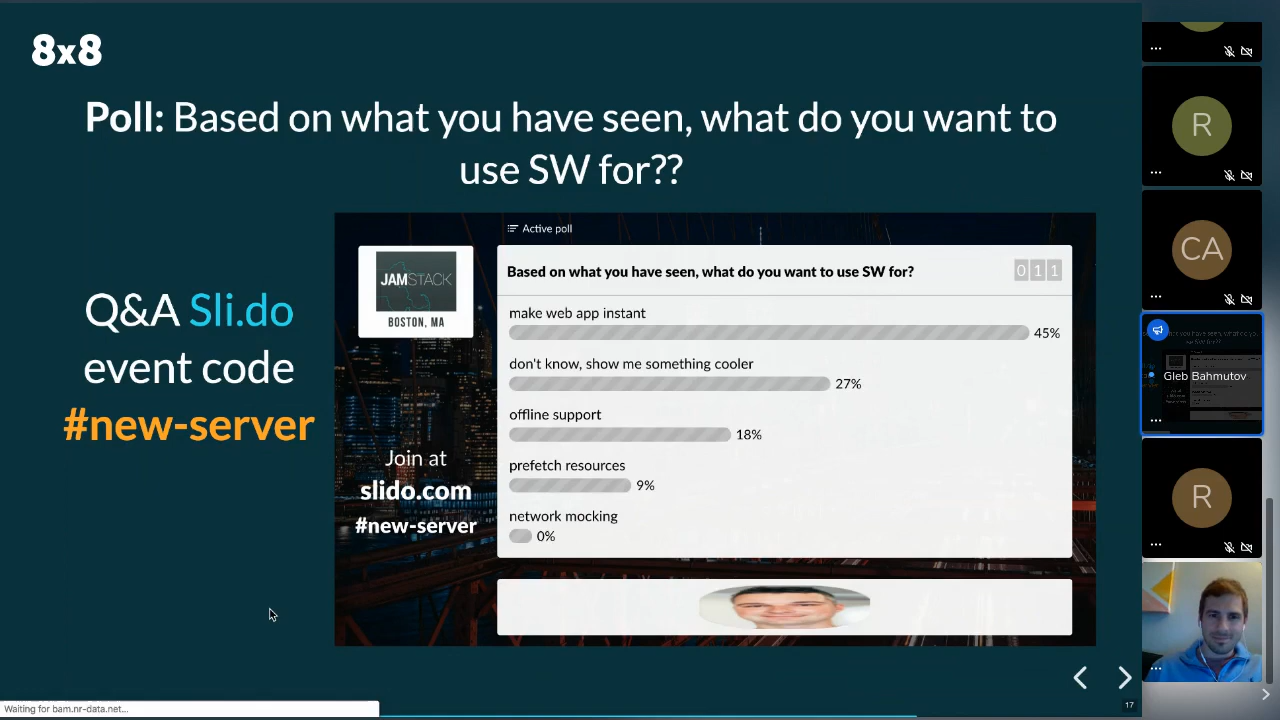 8x8
Poll: Based on what you have seen, what do you want to
use SW for??
Q&A Sli.do
event code
#new-server
JAMSTACK
BOSTON, MA
Join at
slido.com
#new-server
Active poll
Based on what you have seen, what do you want to use SW for?
011
make web app instant
45%
don't know, show me something cooler
27%
offline support
18%
prefetch resources
9%
network mocking
0%
R
CA
Gleb Bahmutov
R
17
Waiting for bam.nr-data.net...